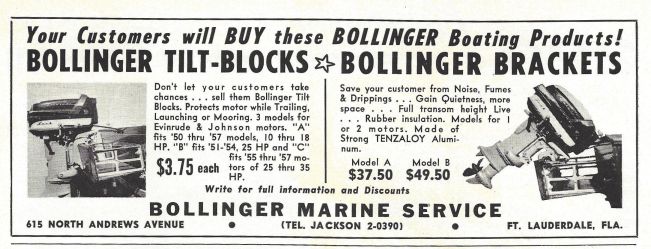 Your Customers will BUY these BOLLINGER Boating Products!
BOLLINGER TILT-BLOCKS ☆ BOLLINGER BRACKETS
Don't let your customers take
chances . . . sell them Bollinger Tilt
Blocks. Protects motor while Trailing,
Launching or Mooring. 3 models for
Evinrude & Johnson motors. "A"
fits '50 thru '57 models, 10 thru 18
HP. "B" fits '51-'54, 25 HP and "C"
fits '55 thru '57 mo-
tors of 25 thru 35
HP.
$3.75 each
Save your customer from Noise, Fumes
& Drippings . . . Gain Quietness, more
space . . . Full transom height Live
. . . Rubber insulation. Models for 1
or 2 motors. Made of
Strong TENZALOY Alumi-
num.
Model A Model B
$37.50 $49.50
Write for full information and Discounts
BOLLINGER MARINE SERVICE
615 NORTH ANDREWS AVENUE • (TEL. JACKSON 2-0390) • FT. LAUDERDALE, FLA.